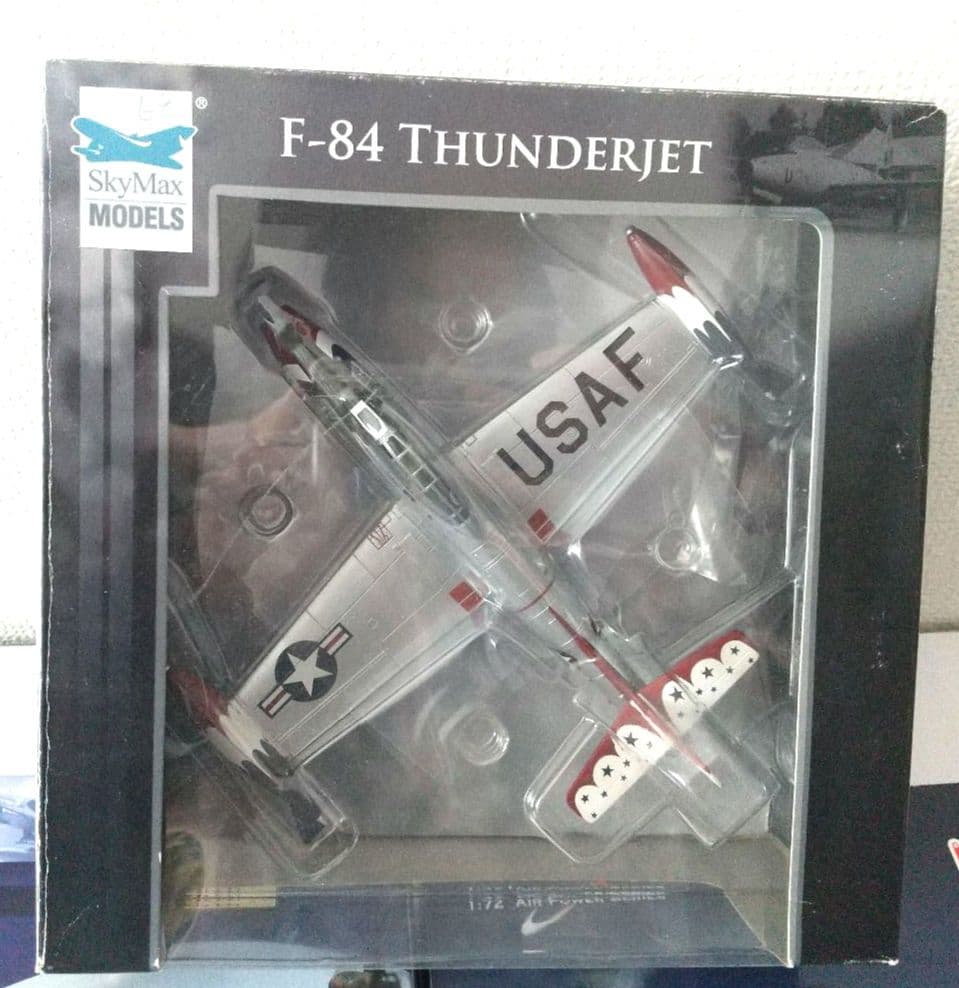 ®
SkyMax
MODELS
F-84 THUNDERJET
USAF
1:72 AIR POWER SERIES